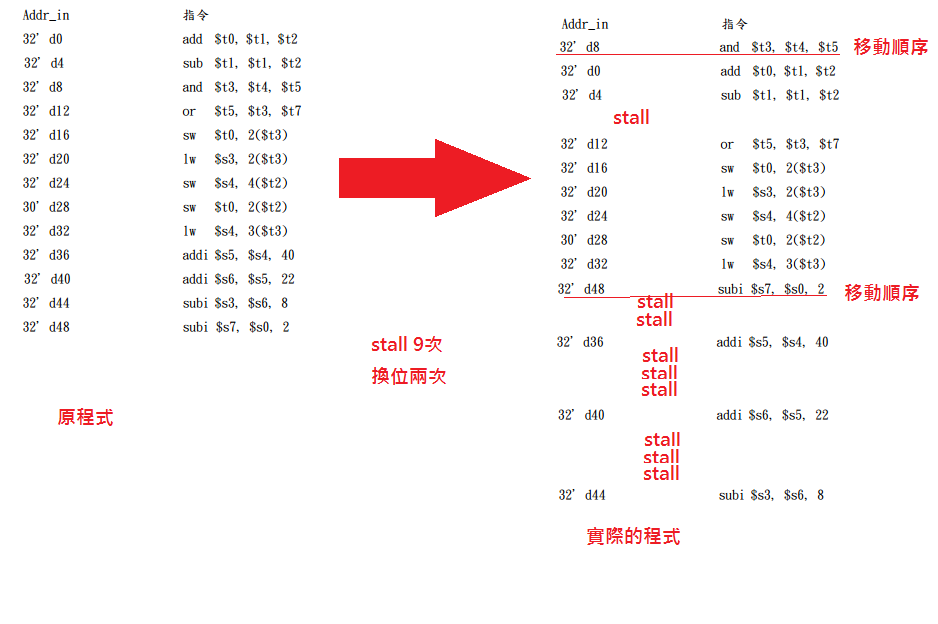 Addr_in 指令
32' d0 add $t0, $t1, $t2
32' d4 sub $t1, $t1, $t2
32' d8 and $t3, $t4, $t5
32' d12 or $t5, $t3, $t7
32' d16 sw $t0, 2($t3)
32' d20 lw $s3, 2($t3)
32' d24 sw $s4, 4($t2)
30' d28 sw $t0, 2($t2)
32' d32 lw $s4, 3($t3)
32' d36 addi $s5, $s4, 40
32' d40 addi $s6, $s5, 22
32' d44 subi $s3, $s6, 8
32' d48 subi $s7, $s0, 2
原程式
stall 9次
換位兩次
Addr_in 指令
32' d8 and $t3, $t4, $t5 移動順序
32' d0 add $t0, $t1, $t2
32' d4 sub $t1, $t1, $t2
stall
32' d12 or $t5, $t3, $t7
32' d16 sw $t0, 2($t3)
32' d20 lw $s3, 2($t3)
32' d24 sw $s4, 4($t2)
30' d28 sw $t0, 2($t2)
32' d32 lw $s4, 3($t3)
32' d48 subi $s7, $s0, 2 移動順序
stall
stall
32' d36 addi $s5, $s4, 40
stall
stall
stall
32' d40 addi $s6, $s5, 22
stall
stall
stall
32' d44 subi $s3, $s6, 8
實際的程式